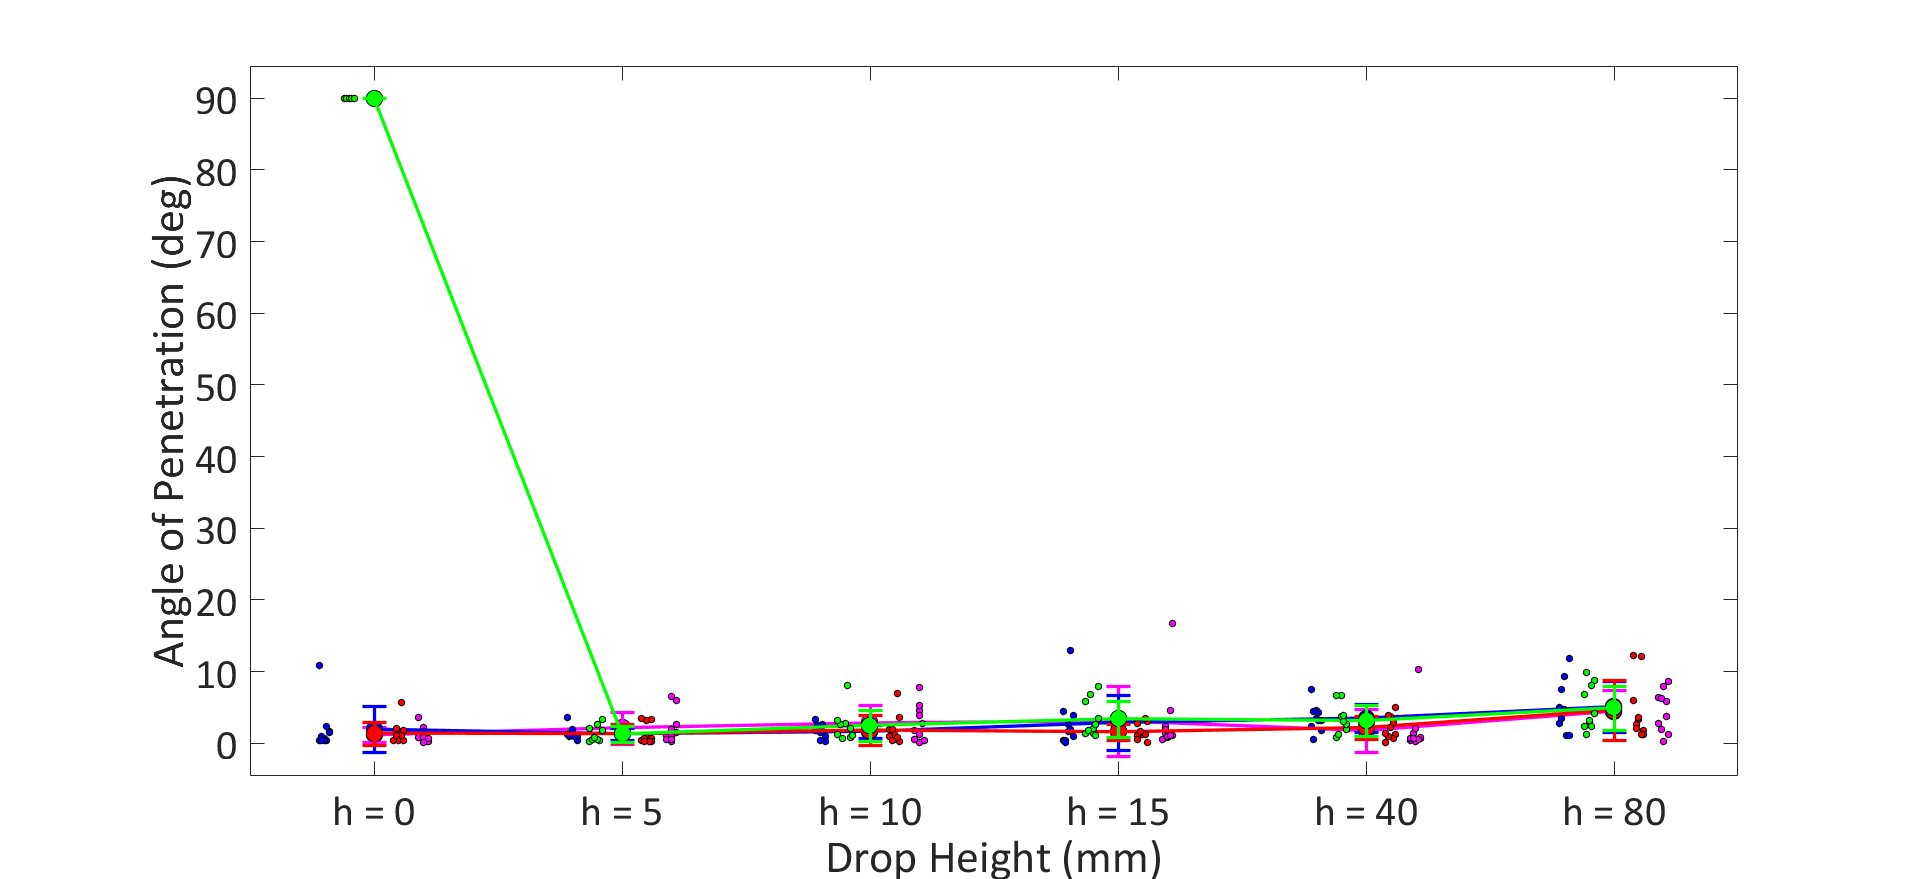 Angle of Penetration (deg)
90
80
70
60
50
40
30
20
10
0
h = 0
h = 5
h = 10
h = 15
h = 40
h = 80
Drop Height (mm)